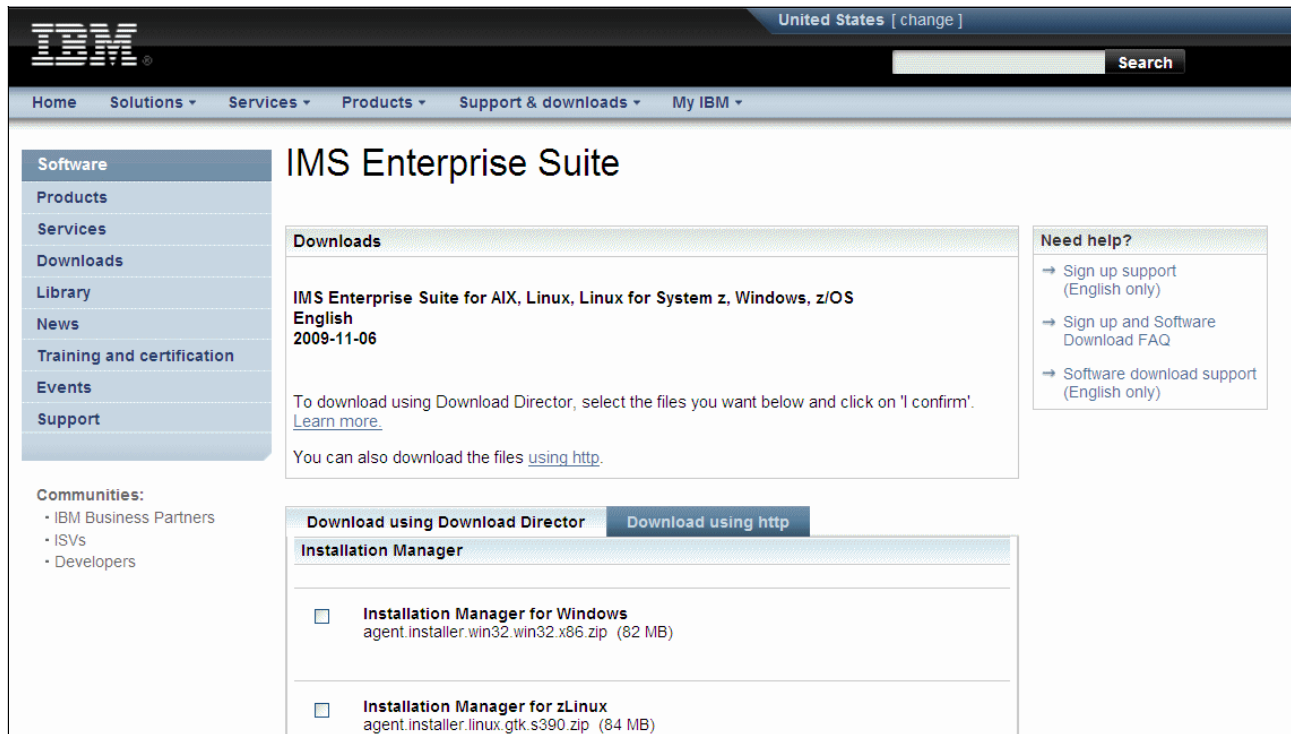 United States [ change ]
IBM ®
Search
Home Solutions Services Products Support & downloads My IBM
Software
Products
Services
Downloads
Library
News
Training and certification
Events
Support
Communities:
• IBM Business Partners
• ISVs
• Developers
IMS Enterprise Suite
Downloads
IMS Enterprise Suite for AIX, Linux, Linux for System z, Windows, z/OS
English
2009-11-06
To download using Download Director, select the files you want below and click on 'I confirm'.
Learn more.
You can also download the files using http.
Download using Download Director Download using http
Installation Manager
Installation Manager for Windows
agent.installer.win32.win32.x86.zip (82 MB)
Installation Manager for zLinux
agent.installer.linux.gtk.s390.zip (84 MB)
Need help?
→ Sign up support
(English only)
→ Sign up and Software
Download FAQ
→ Software download support
(English only)